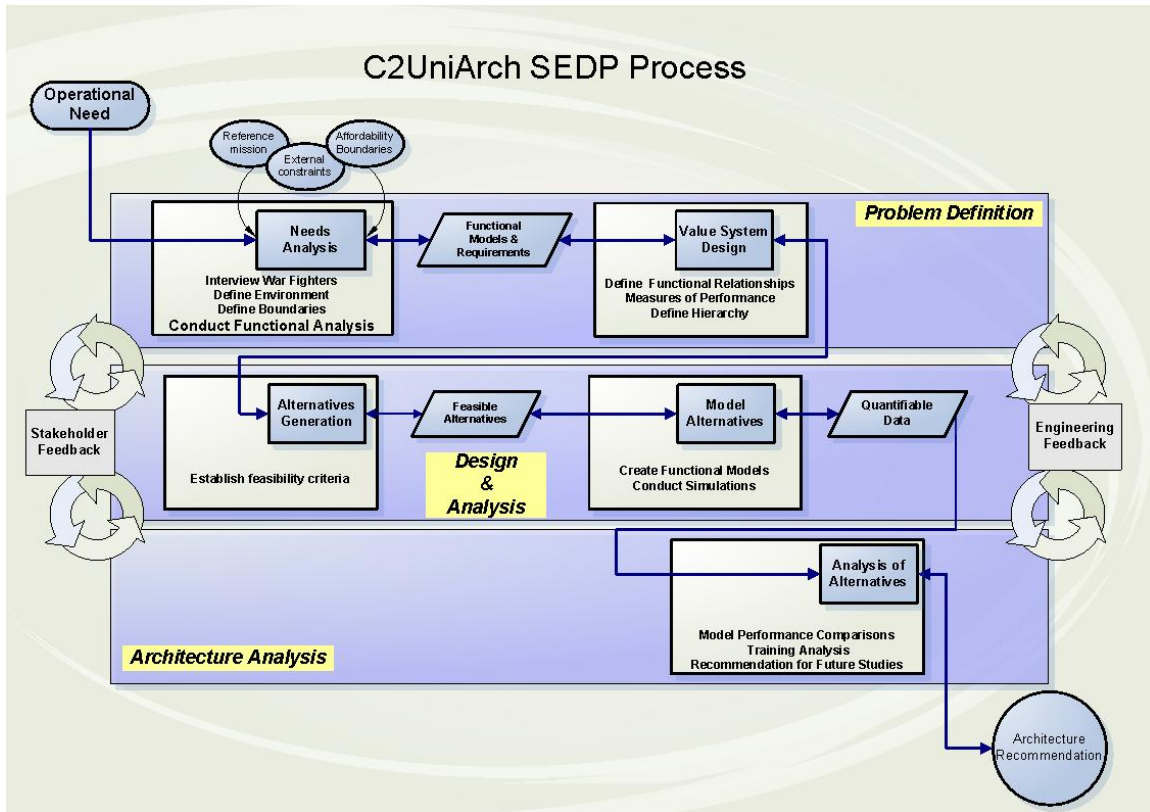 C2UniArch SEDP Process
Operational
Need
Reference
mission
External
constraints
Affordability
Boundaries
Problem Definition
Needs
Analysis
Interview War Fighters
Define Environment
Define Boundaries
Conduct Functional Analysis
Functional
Models &
Requirements
Value System
Design
Define Functional Relationships
Measures of Performance
Define Hierarchy
Stakeholder
Feedback
Alternatives
Generation
Establish feasibility criteria
Feasible
Alternatives
Design
&
Analysis
Model
Alternatives
Create Functional Models
Conduct Simulations
Quantifiable
Data
Engineering
Feedback
Analysis of
Alternatives
Model Performance Comparisons
Training Analysis
Recommendation for Future Studies
Architecture Analysis
Architecture
Recommendation